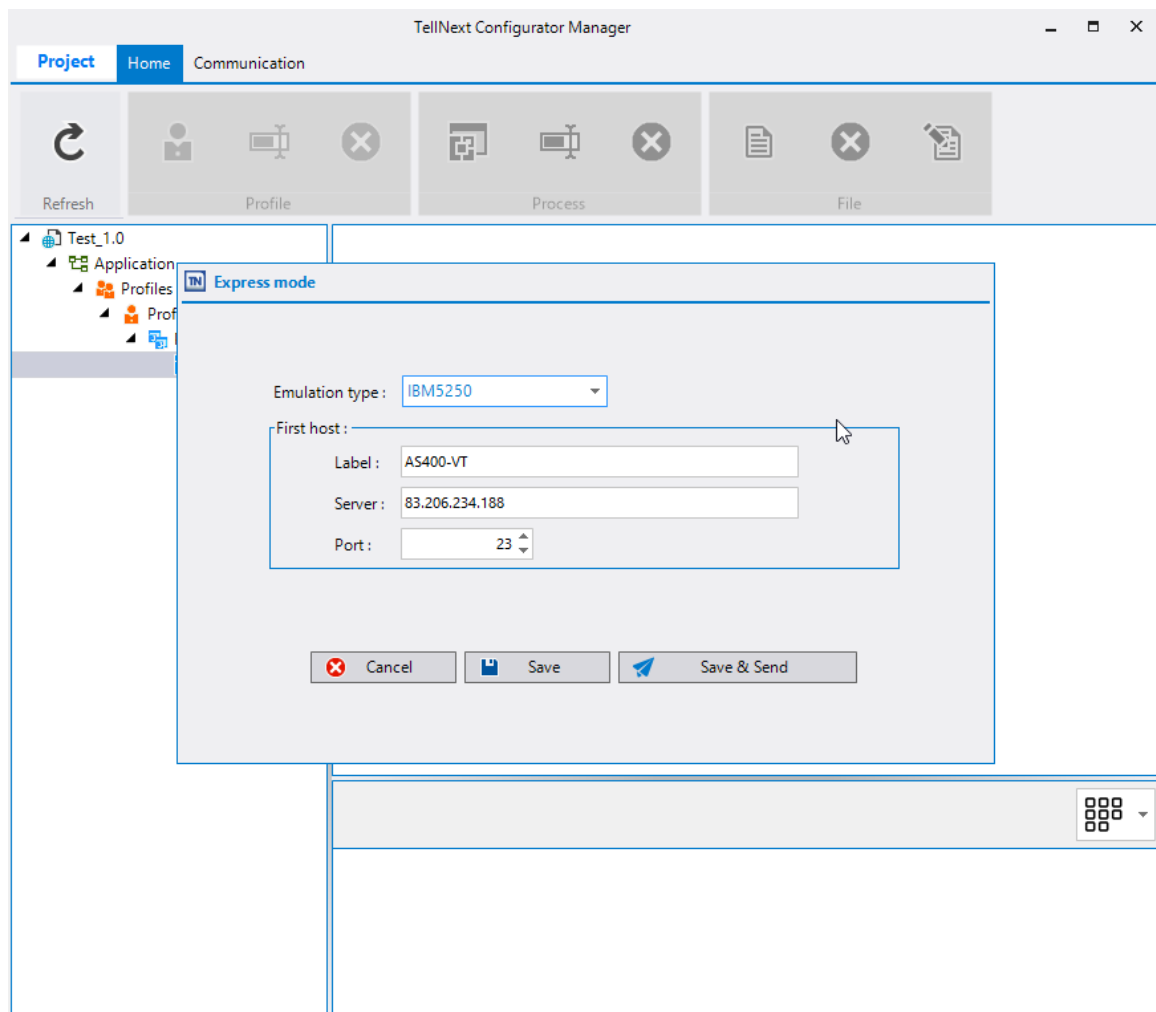 TellNext Configurator Manager
Project Home Communication
Refresh Profile Process File
Test_1.0
Application
Profiles
TN Express mode
Emulation type : IBM5250
First host :
Label : AS400-VT
Server : 83.206.234.188
Port : 23
Cancel Save Save & Send